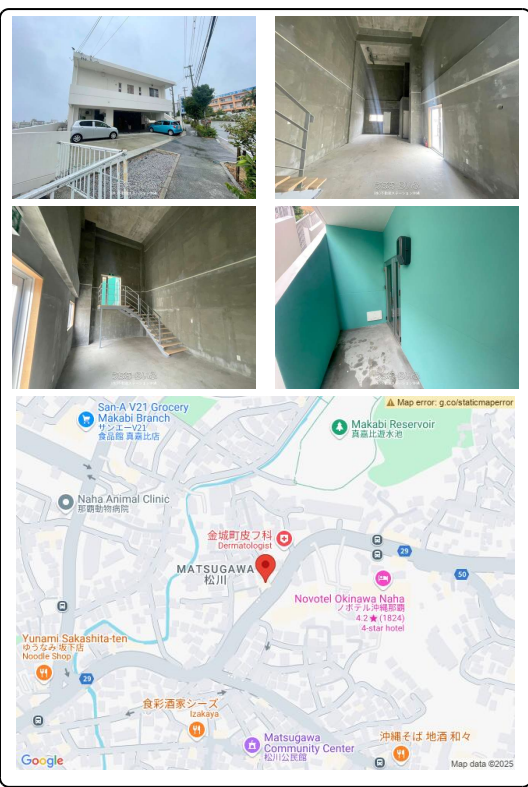 Map error: g.co/staticmaperror
San-A V21 Grocery
Makabi Branch
サンエーV21
食品館 真嘉比店
Makabi Reservoir
真嘉比遊水池
Naha Animal Clinic
那覇動物病院
金城町皮フ科
Dermatologist
29
MATSUGAWA
松川
50
Novotel Okinawa Naha
ノボテル沖縄那覇
4.2★(1824)
4-star hotel
Yunami Sakashita-ten
ゆうなみ 坂下店
Noodle Shop
29
食彩酒家シーズ
Izakaya
Matsugawa
Community Center
松川公民館
沖縄そば 地酒 和々
Google
Map data ©2025